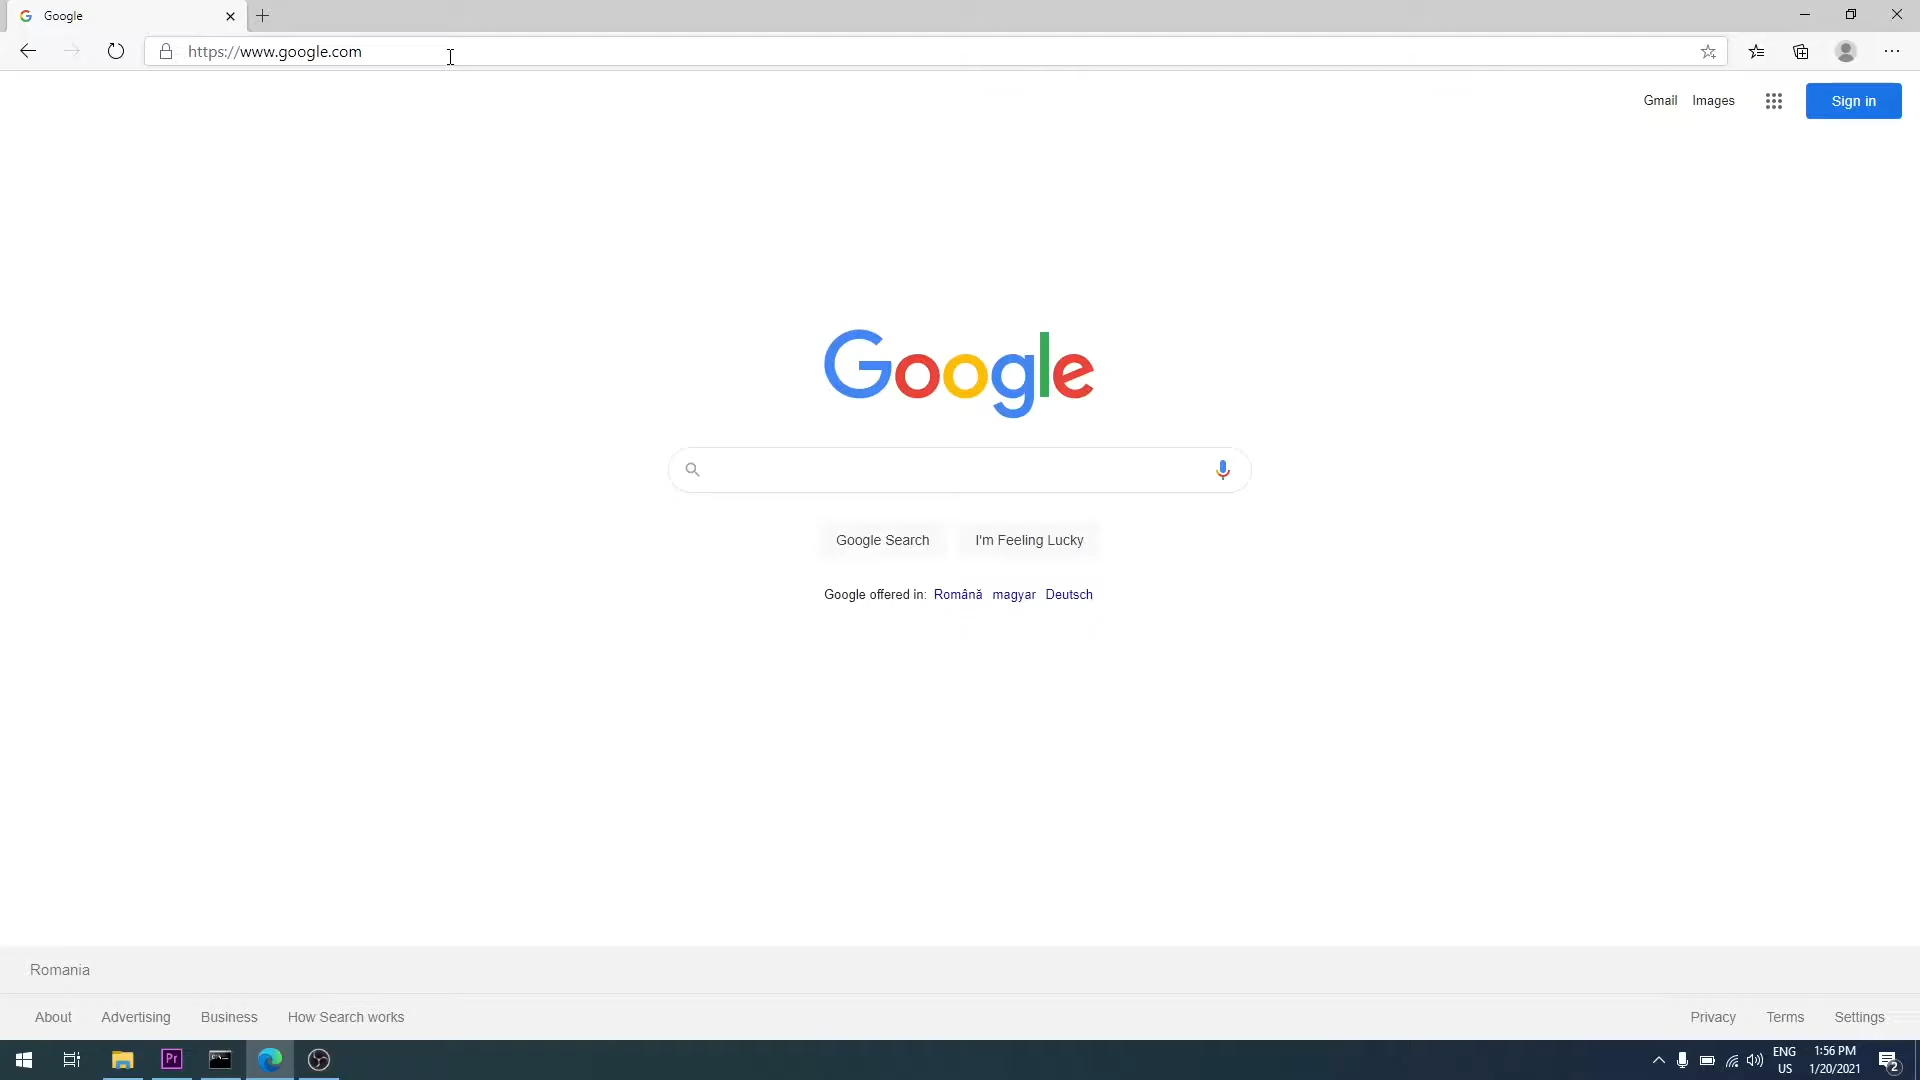 Google
https://www.google.com
Gmail Images Sign in
Google
Google Search I'm Feeling Lucky
Google offered in: Română magyar Deutsch
Romania
About Advertising Business How Search works Privacy Terms Settings
Pr
ENG
US
1:56 PM
1/20/2021
2